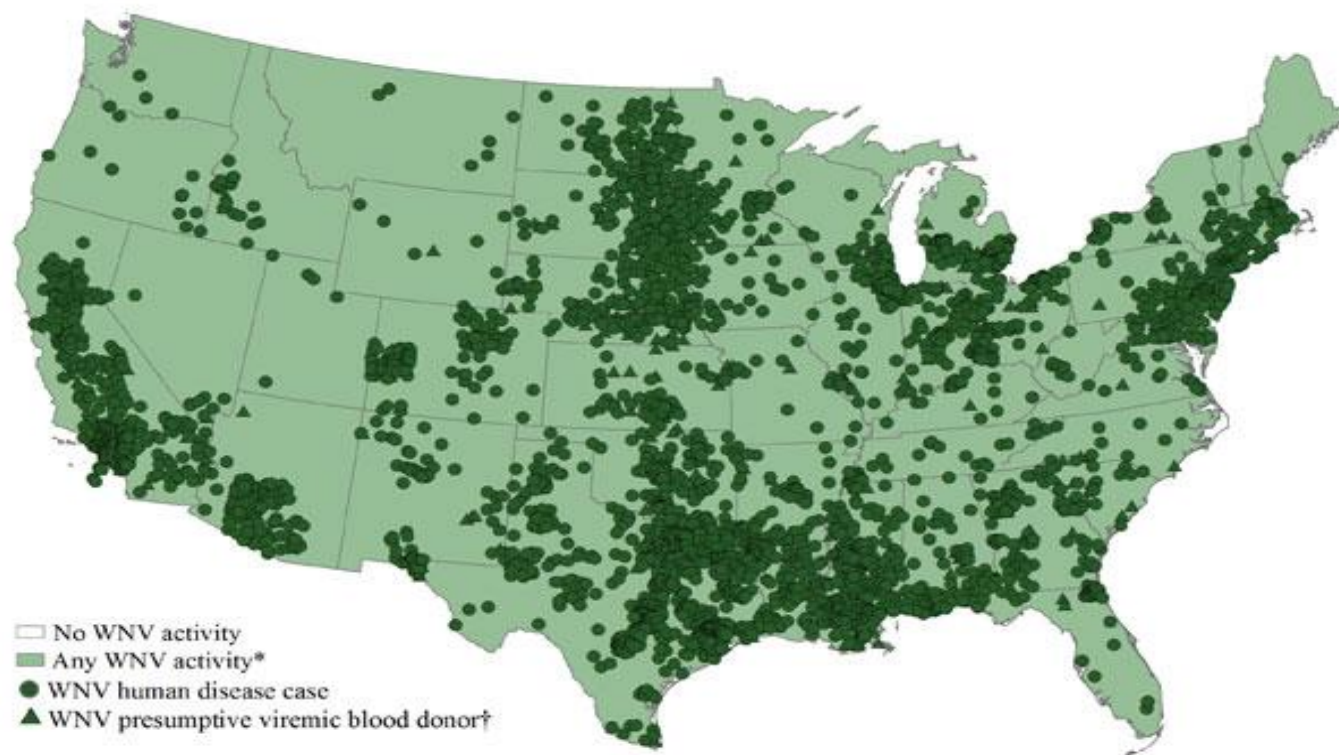 No WNV activity
Any WNV activity*
WNV human disease case
WNV presumptive viremic blood donor†